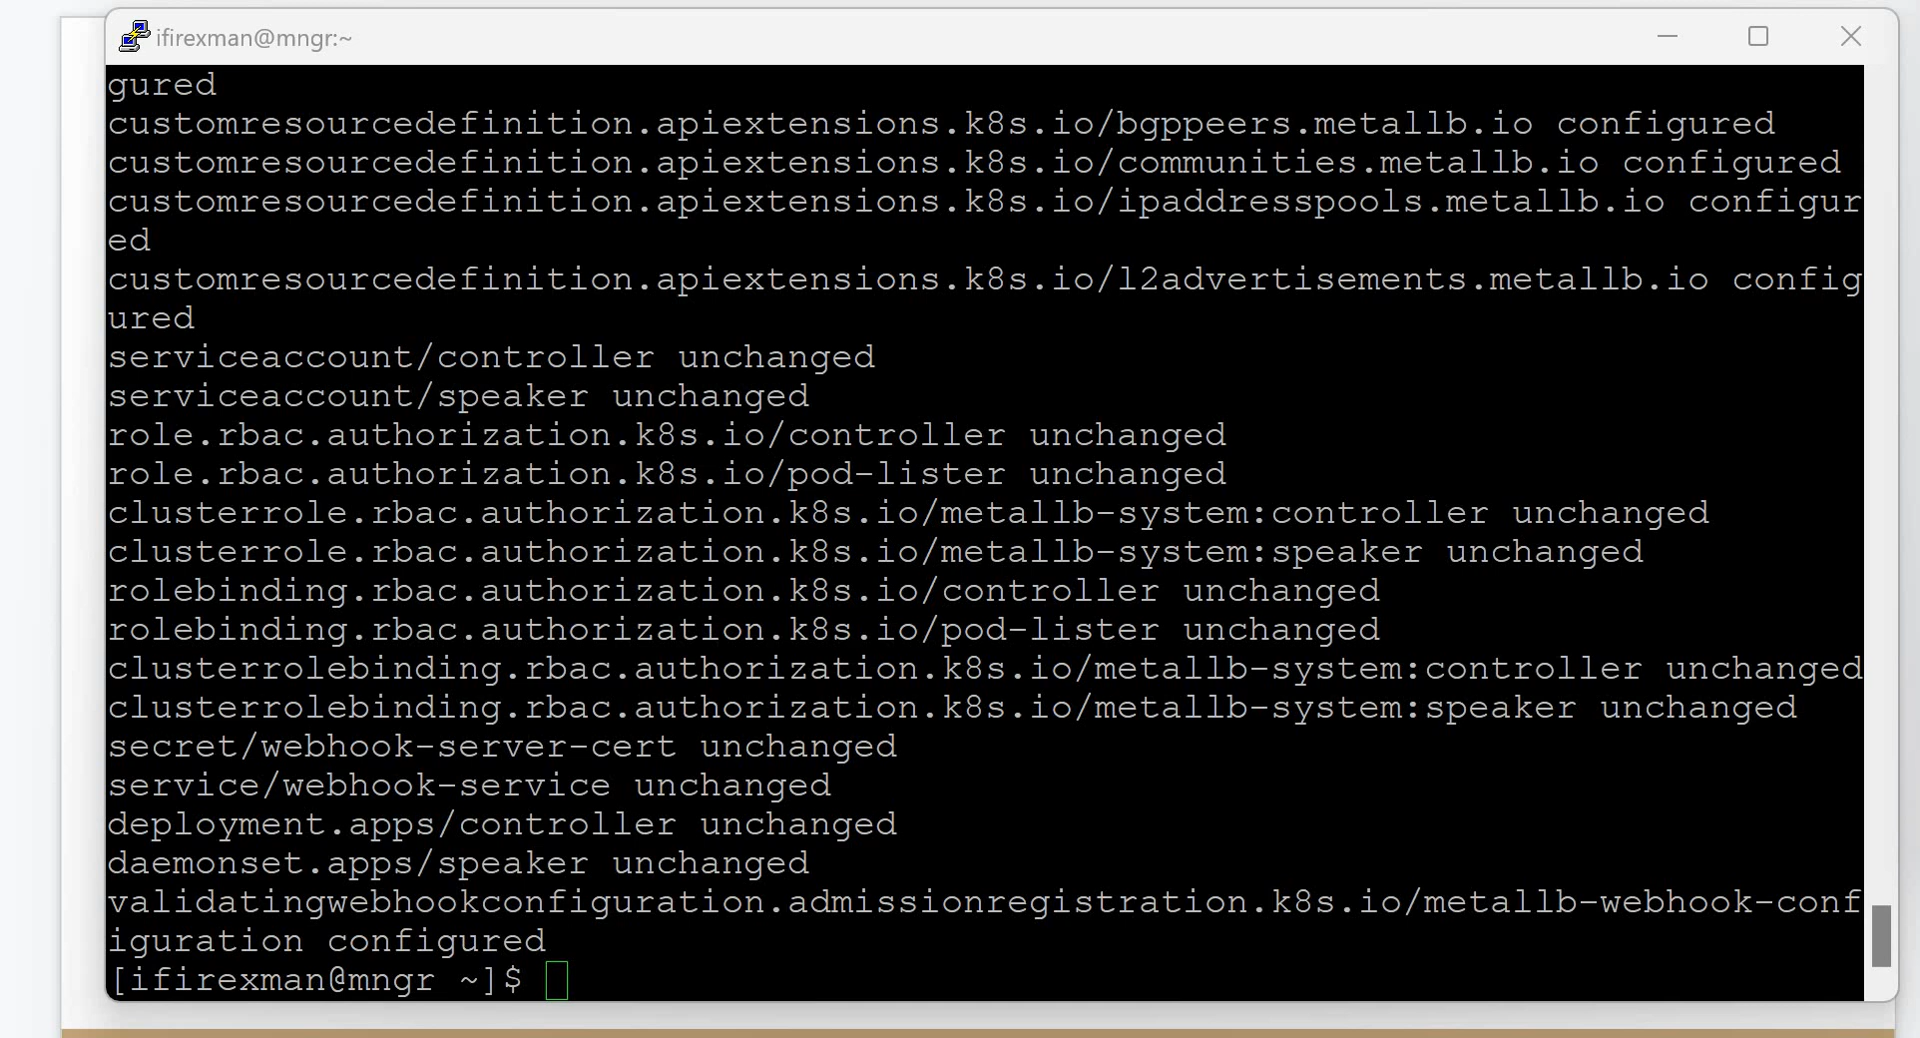 ifirexman@mngr:~
gured
customresourcedefinition.apiextensions.k8s.io/bgppeers.metallb.io configured
customresourcedefinition.apiextensions.k8s.io/communities.metallb.io configured
customresourcedefinition.apiextensions.k8s.io/ipaddresspools.metallb.io configur
ed
customresourcedefinition.apiextensions.k8s.io/l2advertisements.metallb.io config
ured
serviceaccount/controller unchanged
serviceaccount/speaker unchanged
role.rbac.authorization.k8s.io/controller unchanged
role.rbac.authorization.k8s.io/pod-lister unchanged
clusterrole.rbac.authorization.k8s.io/metallb-system:controller unchanged
clusterrole.rbac.authorization.k8s.io/metallb-system:speaker unchanged
rolebinding.rbac.authorization.k8s.io/controller unchanged
rolebinding.rbac.authorization.k8s.io/pod-lister unchanged
clusterrolebinding.rbac.authorization.k8s.io/metallb-system:controller unchanged
clusterrolebinding.rbac.authorization.k8s.io/metallb-system:speaker unchanged
secret/webhook-server-cert unchanged
service/webhook-service unchanged
deployment.apps/controller unchanged
daemonset.apps/speaker unchanged
validatingwebhookconfiguration.admissionregistration.k8s.io/metallb-webhook-conf
iguration configured
[ifirexman@mngr ~]$